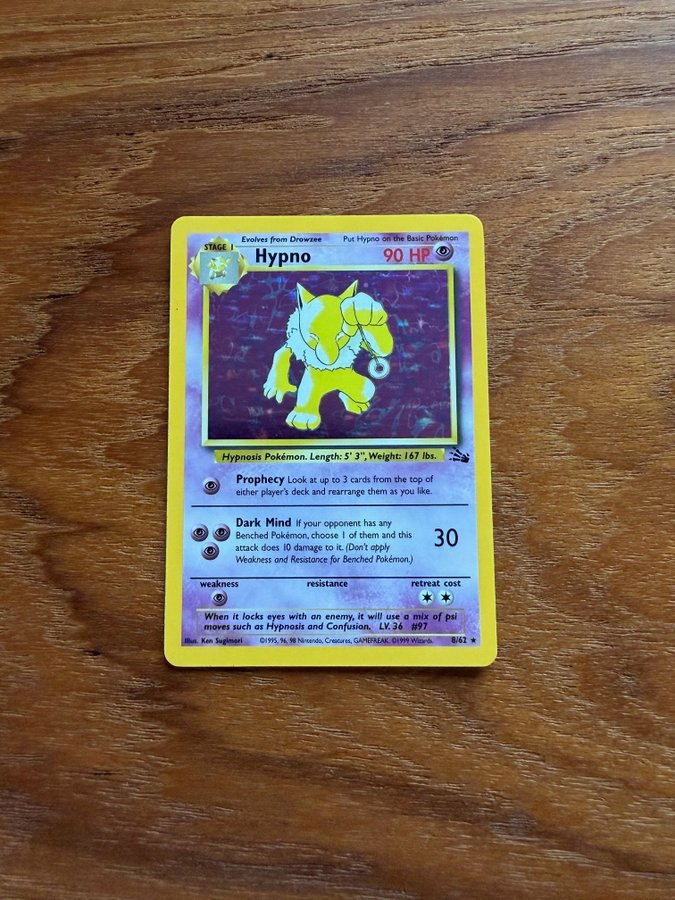 Evolves from Drowzee Put Hypno on the Basic Pokémon
STAGE 1
Hypno 90 HP
Hypnosis Pokémon. Length: 5' 3", Weight: 167 lbs.
Prophecy Look at up to 3 cards from the top of
either player's deck and rearrange them as you like.
Dark Mind If your opponent has any
Benched Pokémon, choose 1 of them and this
attack does 10 damage to it. (Don't apply
Weakness and Resistance for Benched Pokémon.)
30
weakness resistance retreat cost
When it locks eyes with an enemy, it will use a mix of psi
moves such as Hypnosis and Confusion. LV. 36 #97
Illus. Ken Sugimori ©1995, 96, 98 Nintendo, Creatures, GAMEFREAK. ©1999 Wizards. 8/62 ★